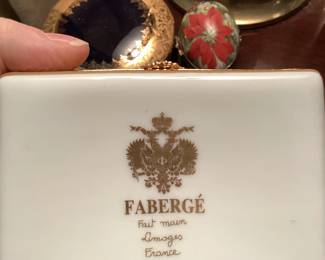 FABERGÉ
Fait main
Limoges
France